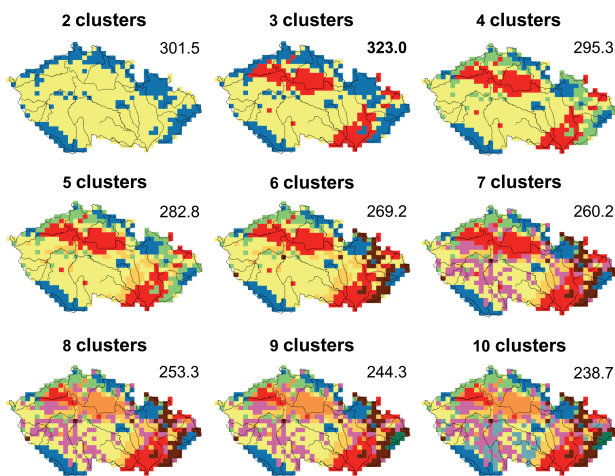 2 clusters
301.5
3 clusters
323.0
4 clusters
295.3
5 clusters
282.8
6 clusters
269.2
7 clusters
260.2
8 clusters
253.3
9 clusters
244.3
10 clusters
238.7